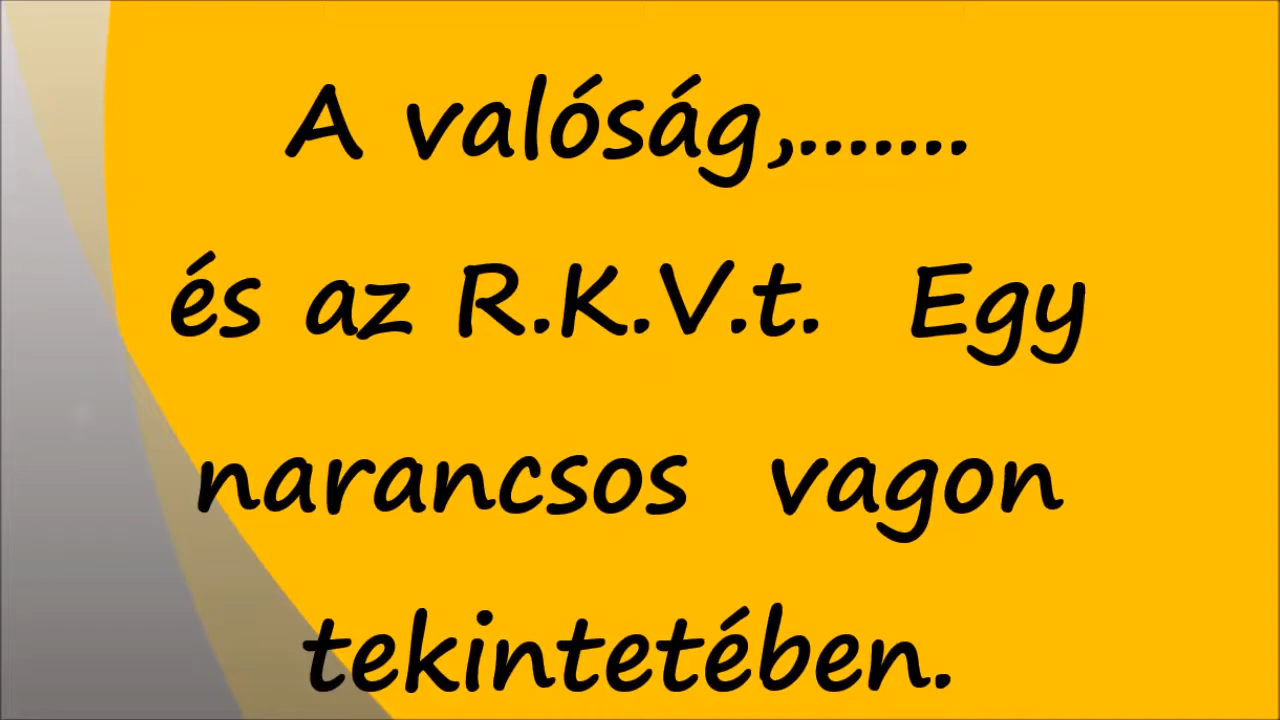 A valóság,.......
és az R.K.V.t. Egy
narancsos vagon
tekintetében.